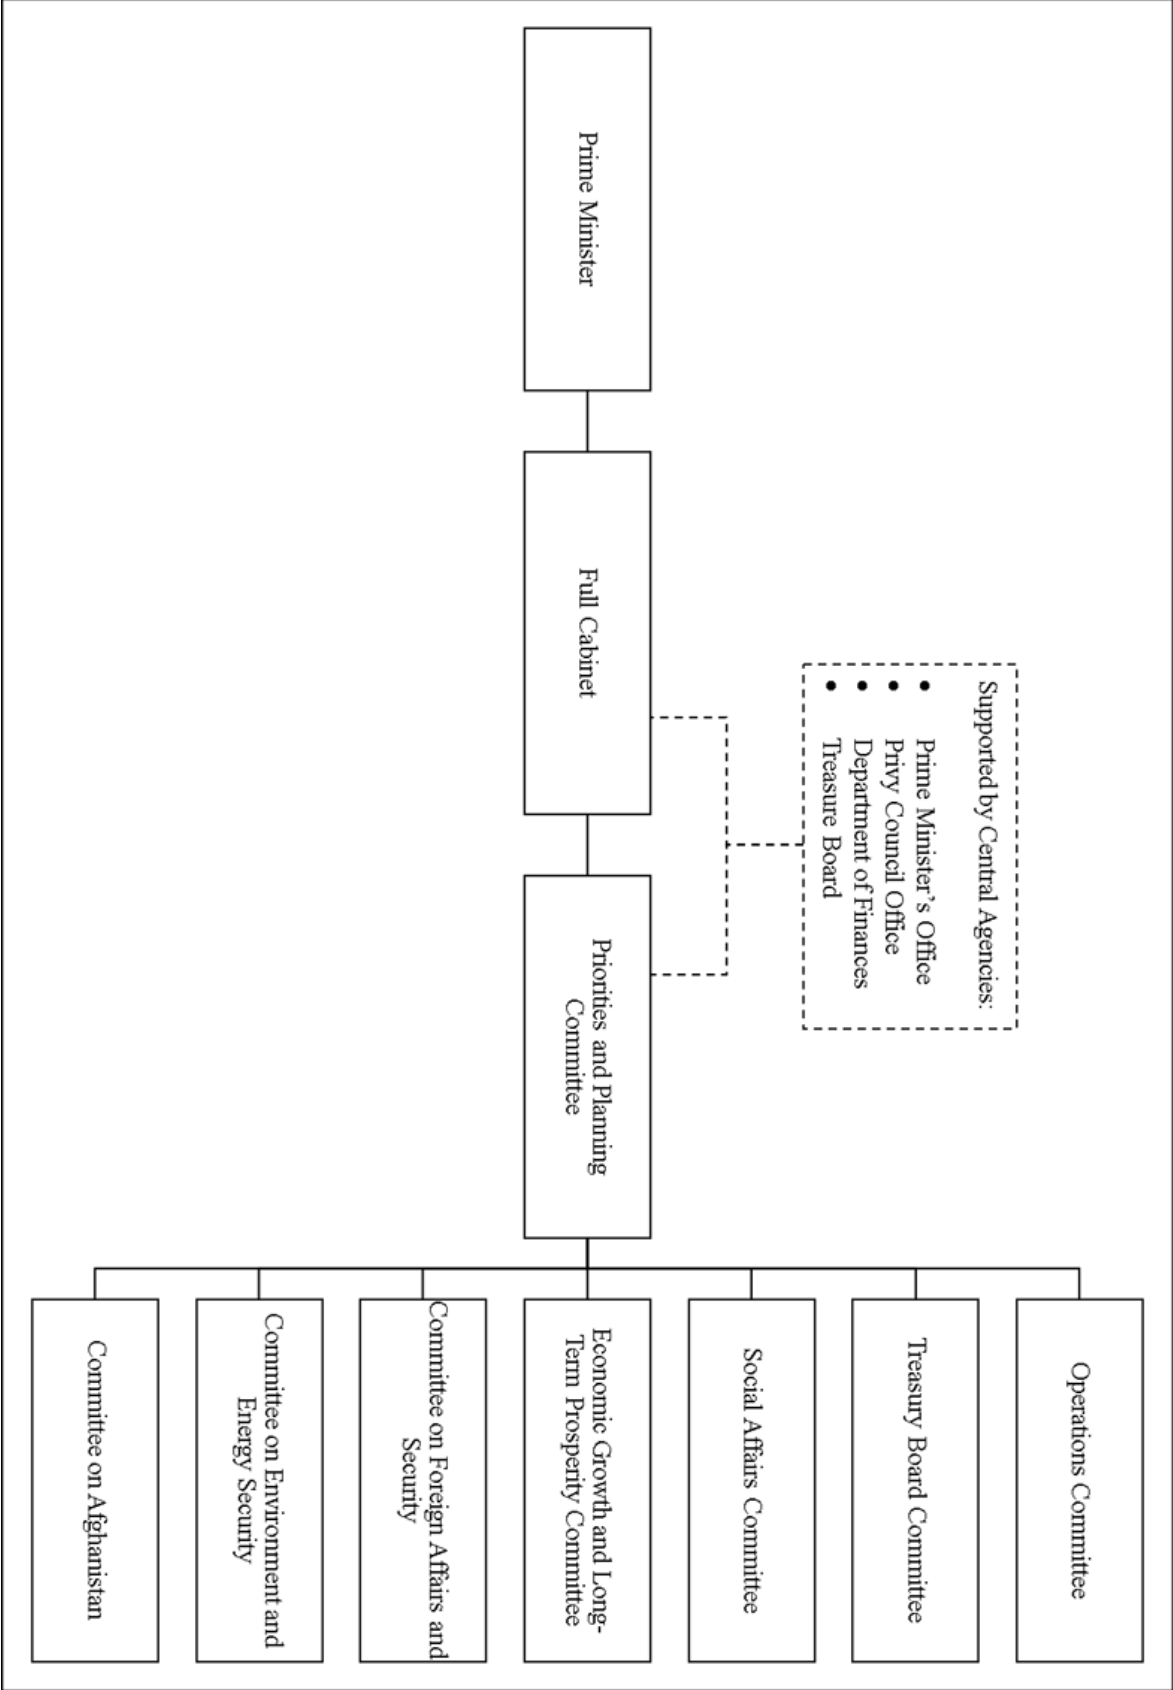 Supported by Central Agencies:
• Prime Minister’s Office
• Privy Council Office
• Department of Finances
• Treasure Board
Prime Minister
Full Cabinet
Priorities and Planning
Committee
Operations Committee
Treasury Board Committee
Social Affairs Committee
Economic Growth and Long-
Term Prosperity Committee
Committee on Foreign Affairs and
Security
Committee on Environment and
Energy Security
Committee on Afghanistan